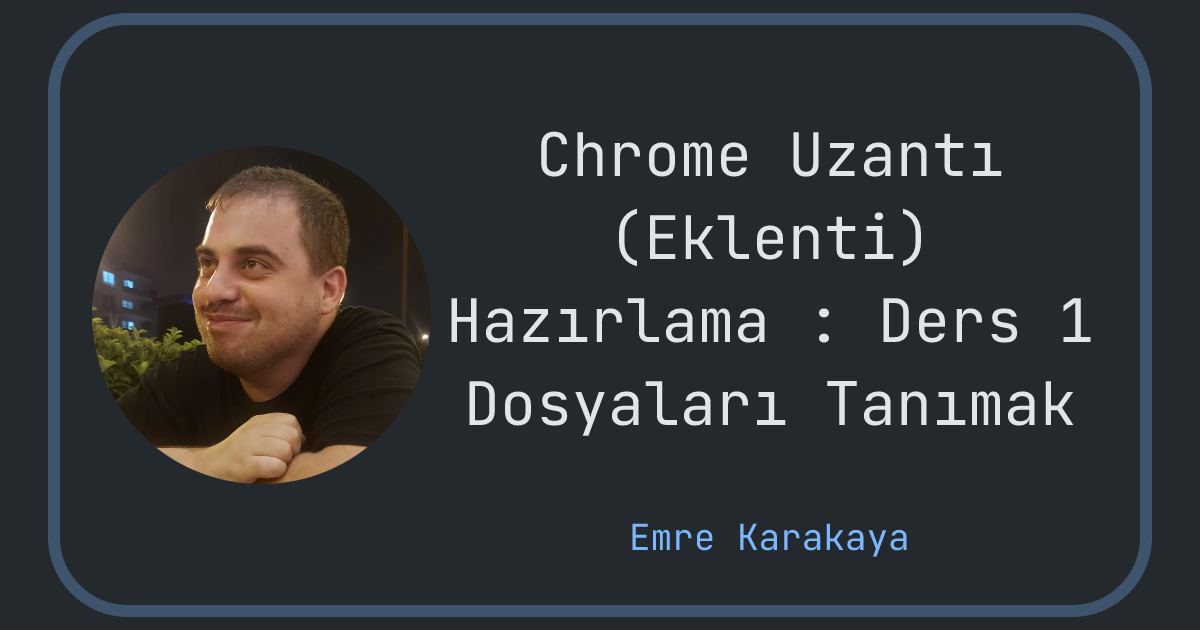 Chrome Uzantı
(Eklenti)
Hazırlama : Ders 1
Dosyaları Tanımak
Emre Karakaya